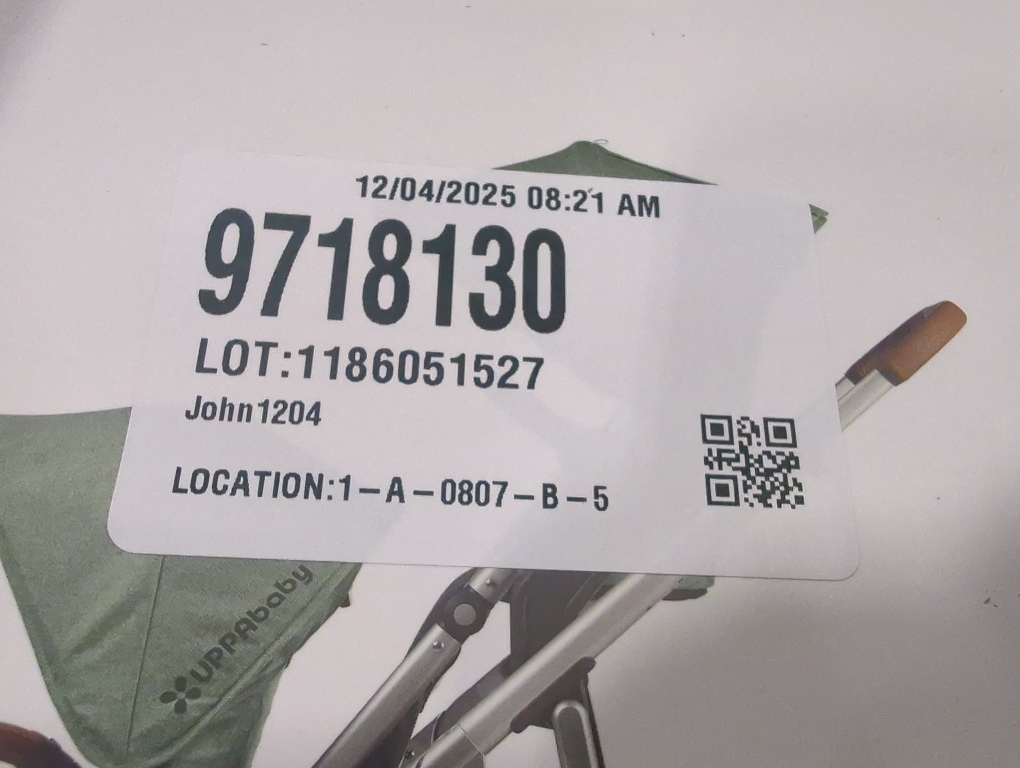 12/04/2025 08:21 AM
9718130
LOT:1186051527
John1204
LOCATION:1-A-0807-B-5
UPPAbaby